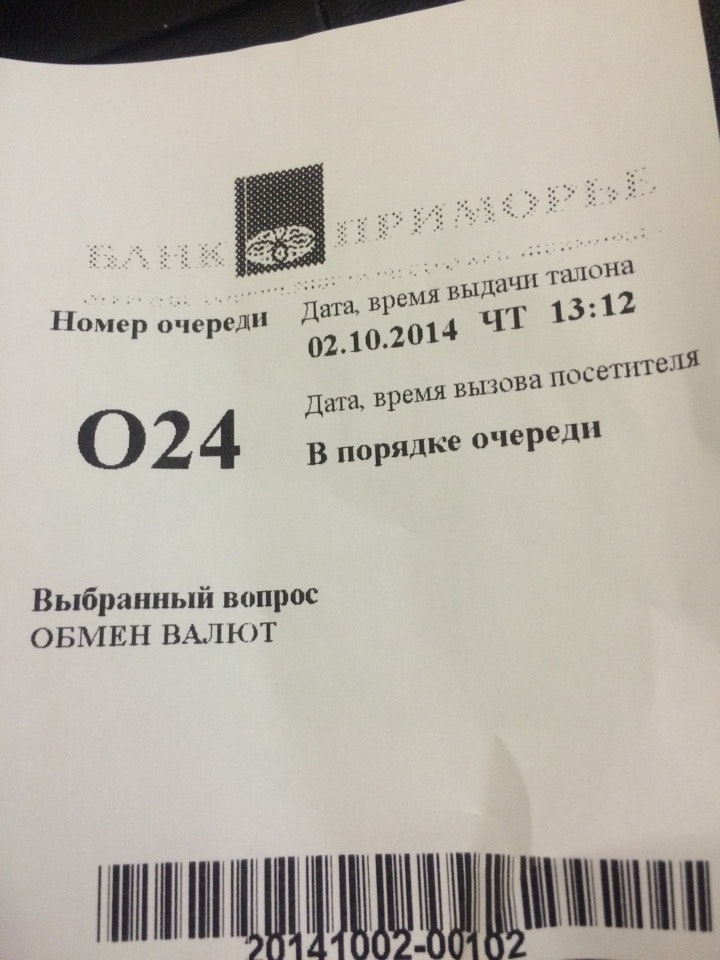 БАНК ПРИМОРЬЕ
Номер очереди
Дата, время выдачи талона
02.10.2014 ЧТ 13:12
О24
Дата, время вызова посетителя
В порядке очереди
Выбранный вопрос
ОБМЕН ВАЛЮТ
20141002-00102